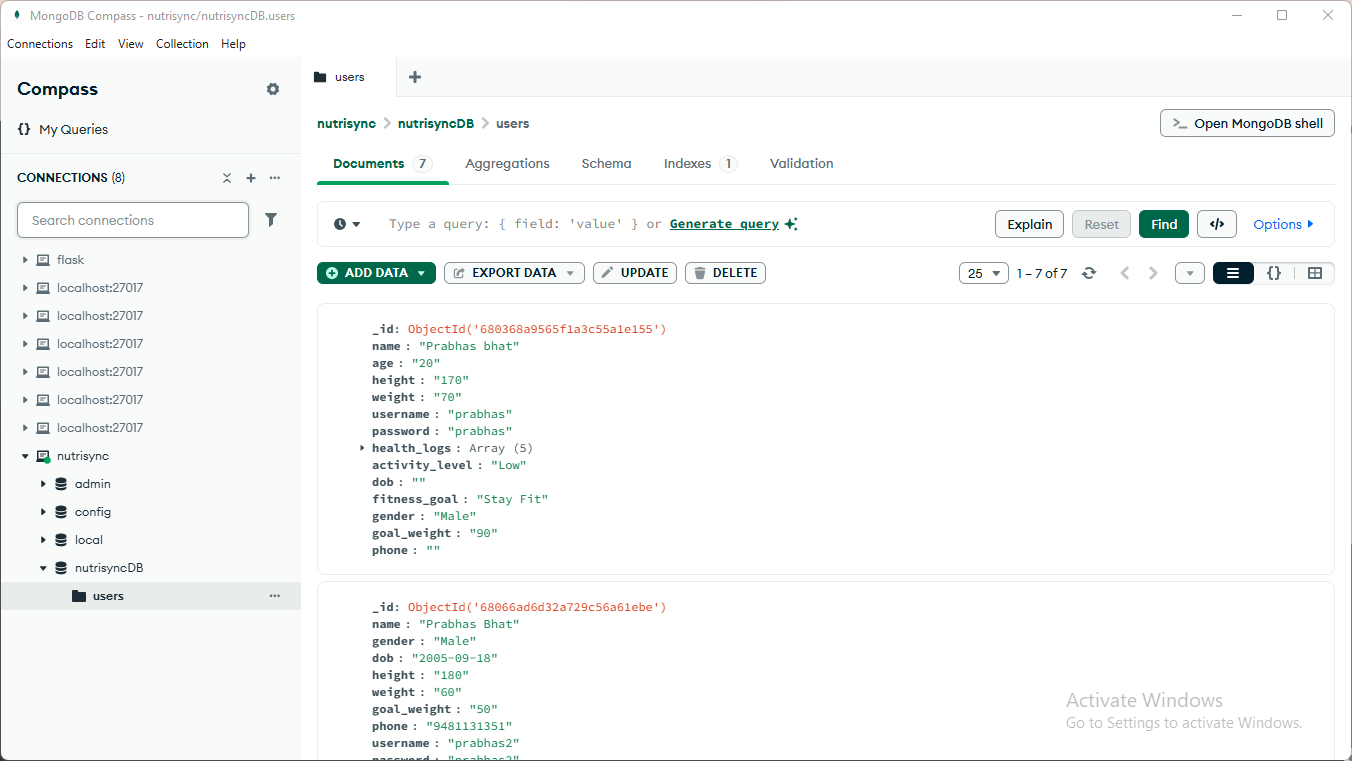 MongoDB Compass - nutrisync/nutrisyncDB.users
Connections Edit View Collection Help
Compass
{} My Queries
CONNECTIONS (8)
Search connections
flask
localhost:27017
localhost:27017
localhost:27017
localhost:27017
localhost:27017
localhost:27017
nutrisync
admin
config
local
nutrisyncDB
users
users
nutrisync > nutrisyncDB > users
>_ Open MongoDB shell
Documents 7 Aggregations Schema Indexes 1 Validation
Type a query: { field: 'value' } or Generate query
Explain Reset Find </> Options
ADD DATA EXPORT DATA UPDATE DELETE
25 1 – 7 of 7 {}
_id: ObjectId('680368a9565f1a3c55a1e155')
name : "Prabhas bhat"
age : "20"
height : "170"
weight : "70"
username : "prabhas"
password : "prabhas"
health_logs : Array (5)
activity_level : "Low"
dob : ""
fitness_goal : "Stay Fit"
gender : "Male"
goal_weight : "90"
phone : ""
_id: ObjectId('68066ad6d32a729c56a61ebe')
name : "Prabhas Bhat"
gender : "Male"
dob : "2005-09-18"
height : "180"
weight : "60"
goal_weight : "50"
phone : "9481131351"
username : "prabhas2"
password : "prabhas2"
Activate Windows
Go to Settings to activate Windows.